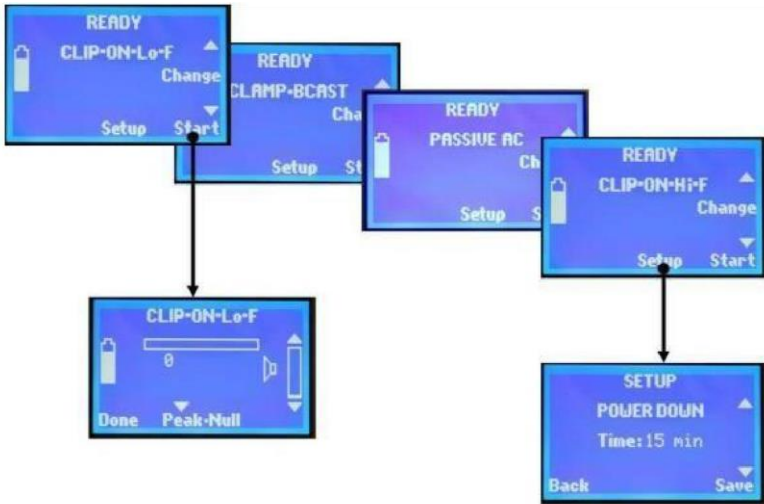 READY
CLIP-ON-Lo-F
Change
Setup Start
READY
CLAMP-BCAST
Setup
READY
PASSIVE AC
Setup
READY
CLIP-ON-Hi-F
Change
Setup Start
CLIP-ON-Lo-F
0
Done Peak-Null
SETUP
POWER DOWN
Time: 15 min
Back Save